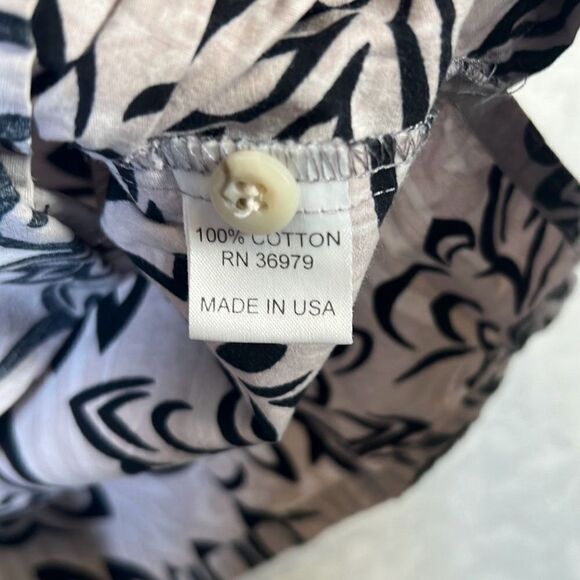 100% COTTON
RN 36979
MADE IN USA